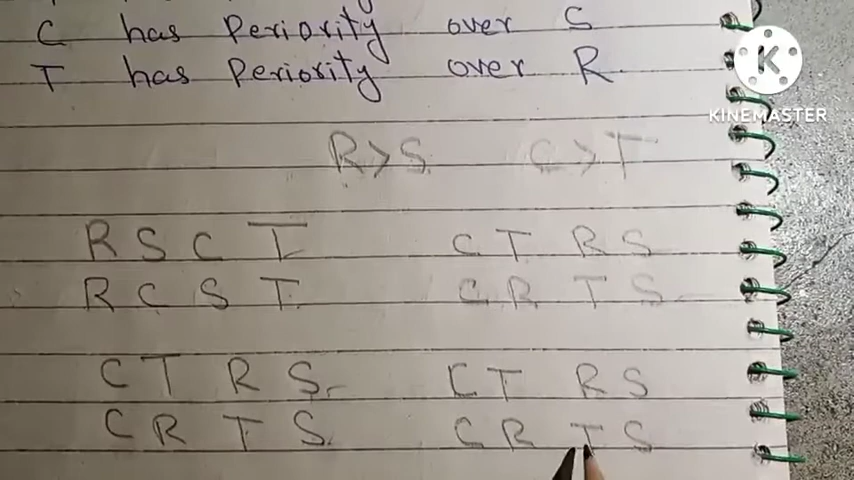 C has Periority over S
T has Periority over R.
K
KINEMASTER
R>S. C>T
R S C T C T R S
R C S T C R T S
C T R S C T R S
C R T S. C R T S